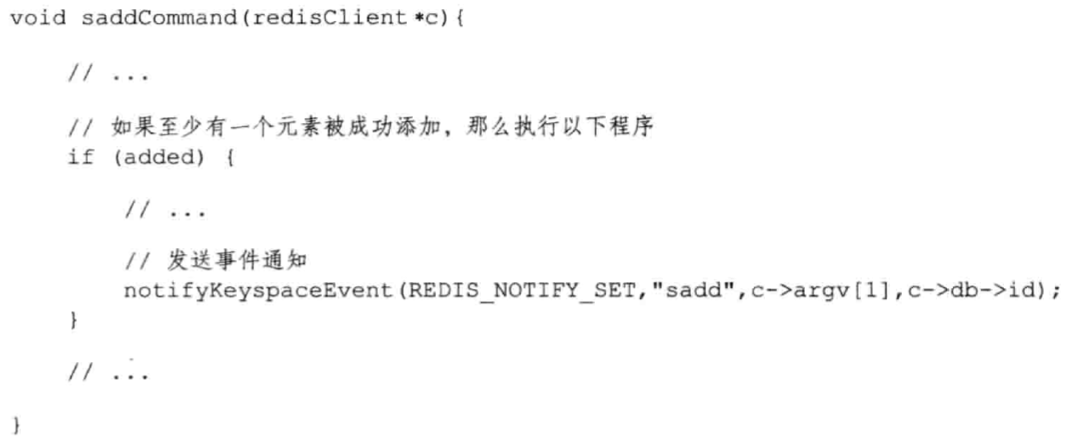 void saddCommand(redisClient *c){
// ...
// 如果至少有一个元素被成功添加，那么执行以下程序
if (added) {
// ...
// 发送事件通知
notifyKeyspaceEvent(REDIS_NOTIFY_SET,"sadd",c->argv[1],c->db->id);
}
// ...
}